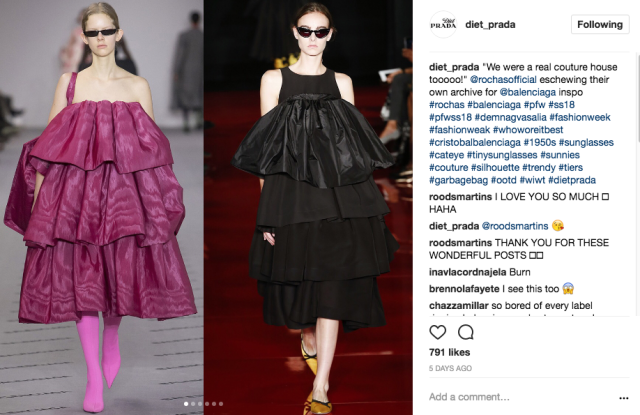 Diet
PRADA
diet_prada
Following
diet_prada "We were a real couture house
tooooo!" @rochasofficial eschewing their
own archive for @balenciaga inspo
#rochas #balenciaga #pfw #ss18
#pfwss18 #demnagvasalia #fashionweek
#fashionweek #whoworeitbest
#cristobalbalenciaga #1950s #sunglasses
#cateye #tinysunglasses #sunnies
#couture #silhouette #trendy #tiers
#garbagebag #ootd #wiwt #dietprada
roodsmartins I LOVE YOU SO MUCH □
HAHA
diet_prada @roodsmartins 😘
roodsmartins THANK YOU FOR THESE
WONDERFUL POSTS □□
inavlacordnajela Burn
brennolafayete I see this too 😱
chazzamillar so bored of every label
791 likes
5 DAYS AGO
Add a comment…